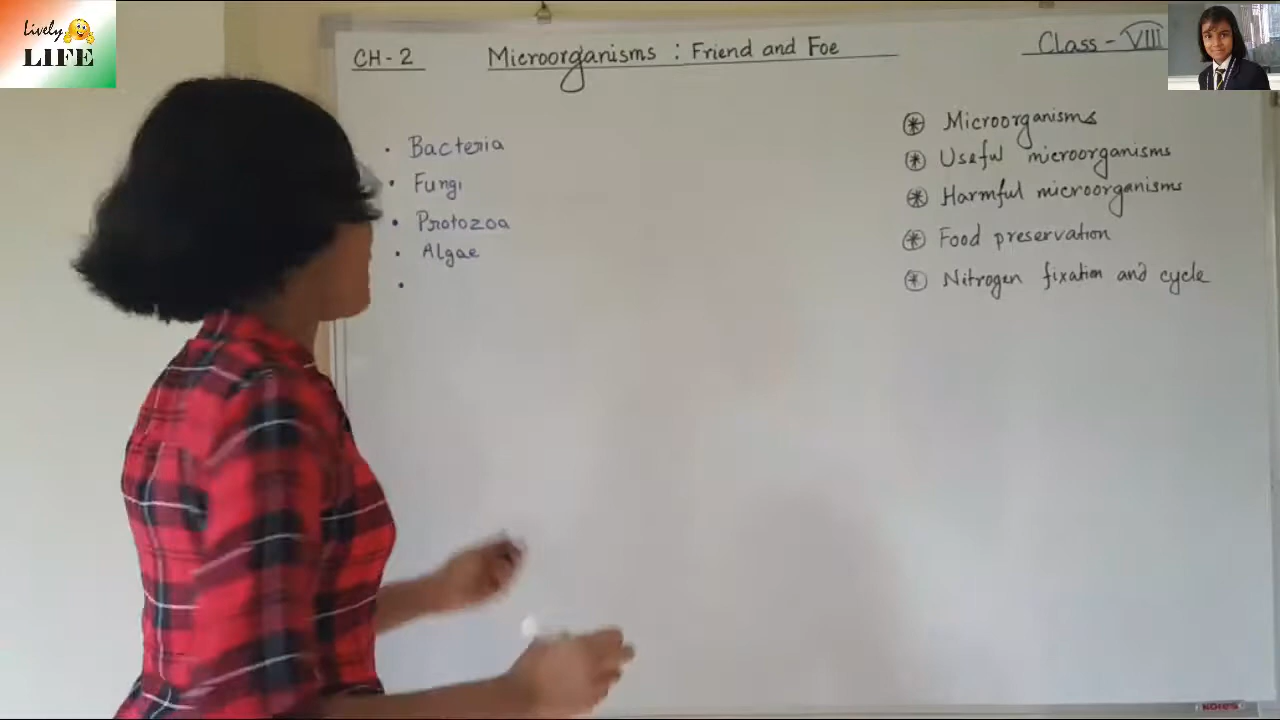 Lively
LIFE
CH-2
Microorganisms : Friend and Foe
Class - VIII
• Bacteria
• Fungi
• Protozoa
• Algae
•
Microorganisms
Useful microorganisms
Harmful microorganisms
Food preservation
Nitrogen fixation and cycle
KORES